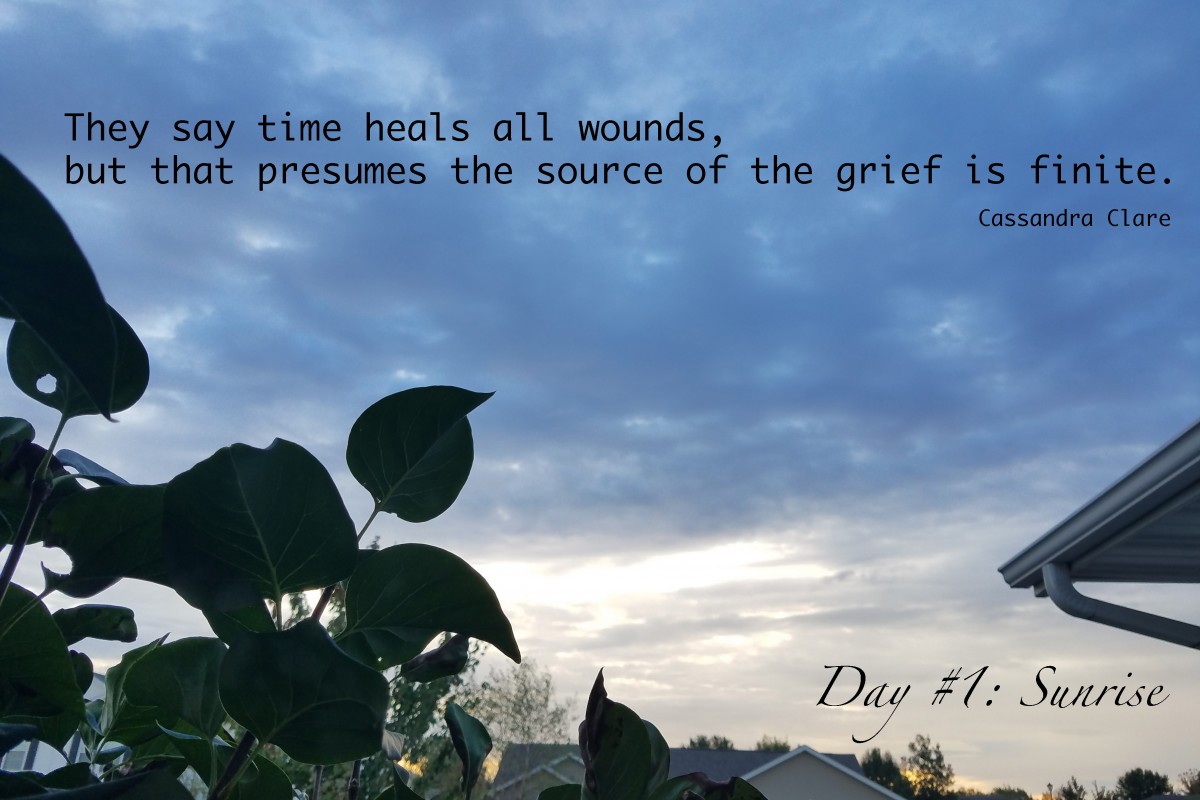 They say time heals all wounds,
but that presumes the source of the grief is finite.
Cassandra Clare
Day #1: Sunrise